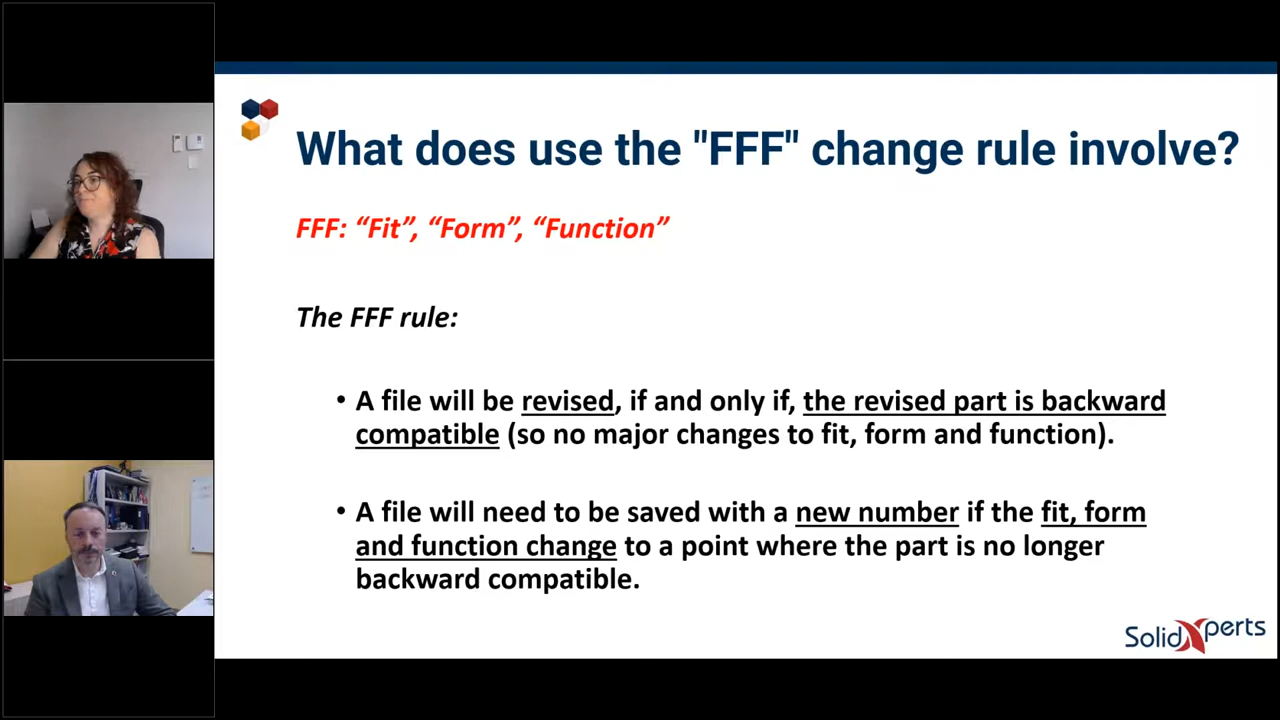 What does use the "FFF" change rule involve?
FFF: “Fit”, “Form”, “Function”
The FFF rule:
• A file will be revised, if and only if, the revised part is backward
compatible (so no major changes to fit, form and function).
• A file will need to be saved with a new number if the fit, form
and function change to a point where the part is no longer
backward compatible.
SolidXperts